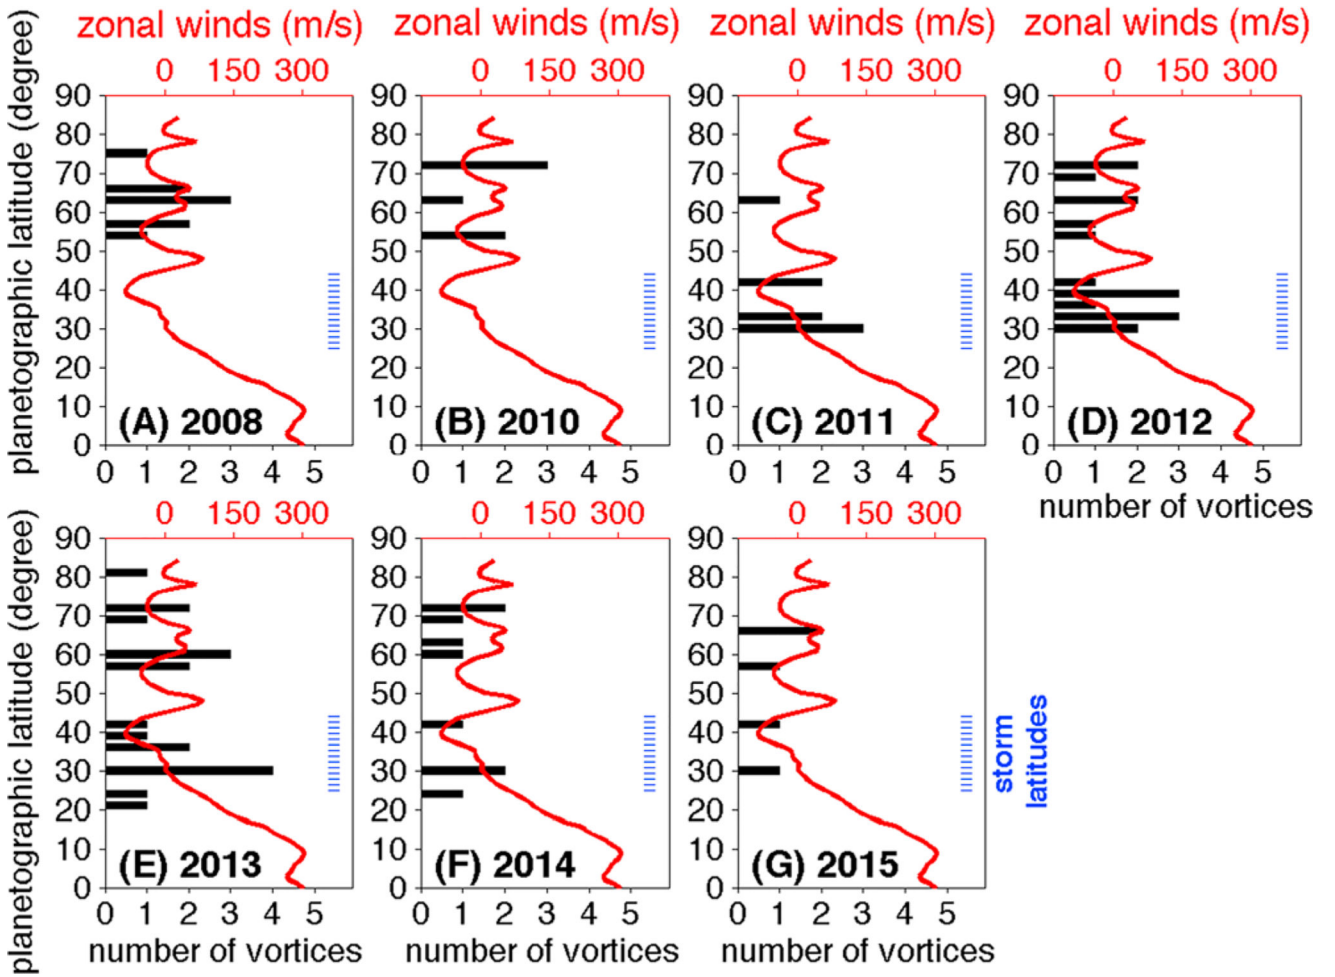 zonal winds (m/s) zonal winds (m/s) zonal winds (m/s) zonal winds (m/s)
0 150 300 0 150 300 0 150 300 0 150 300
planetographic latitude (degree)
90 90 90 90
80 80 80 80
70 70 70 70
60 60 60 60
50 50 50 50
40 40 40 40
30 30 30 30
20 20 20 20
10 10 10 10
(A) 2008 (B) 2010 (C) 2011 (D) 2012
0 0 0 0
0 1 2 3 4 5 0 1 2 3 4 5 0 1 2 3 4 5 0 1 2 3 4 5
number of vortices
0 150 300 0 150 300 0 150 300
planetographic latitude (degree)
90 90 90
80 80 80
70 70 70
60 60 60
50 50 50
40 40 40
30 30 30
20 20 20
10 10 10
(E) 2013 (F) 2014 (G) 2015
0 0 0
storm
latitudes
0 1 2 3 4 5 0 1 2 3 4 5 0 1 2 3 4 5
number of vortices number of vortices number of vortices